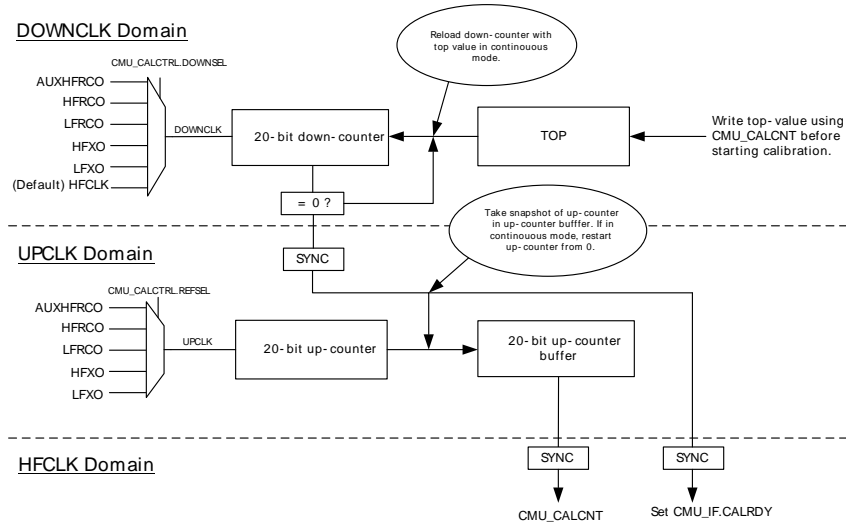 DOWNCLK Domain
CMU_CALCTRL.DOWNSEL
AUXHFRCO
HFRCO
LFRCO
HFXO
LFXO
(Default) HFCLK
DOWNCLK
20-bit down-counter
Reload down-counter with
top value in continouous
mode.
TOP
Write top-value using
CMU_CALCNT before
starting calibration.
= 0 ?
SYNC
Take snapshot of up-counter
in up-counter bufffer. If in
continouous mode, restart
up-counter from 0.
UPCLK Domain
CMU_CALCTRL.REFSEL
AUXHFRCO
HFRCO
LFRCO
HFXO
LFXO
UPCLK
20-bit up-counter
20-bit up-counter
buffer
HFCLK Domain
SYNC
SYNC
CMU_CALCNT
Set CMU_IF.CALRDY